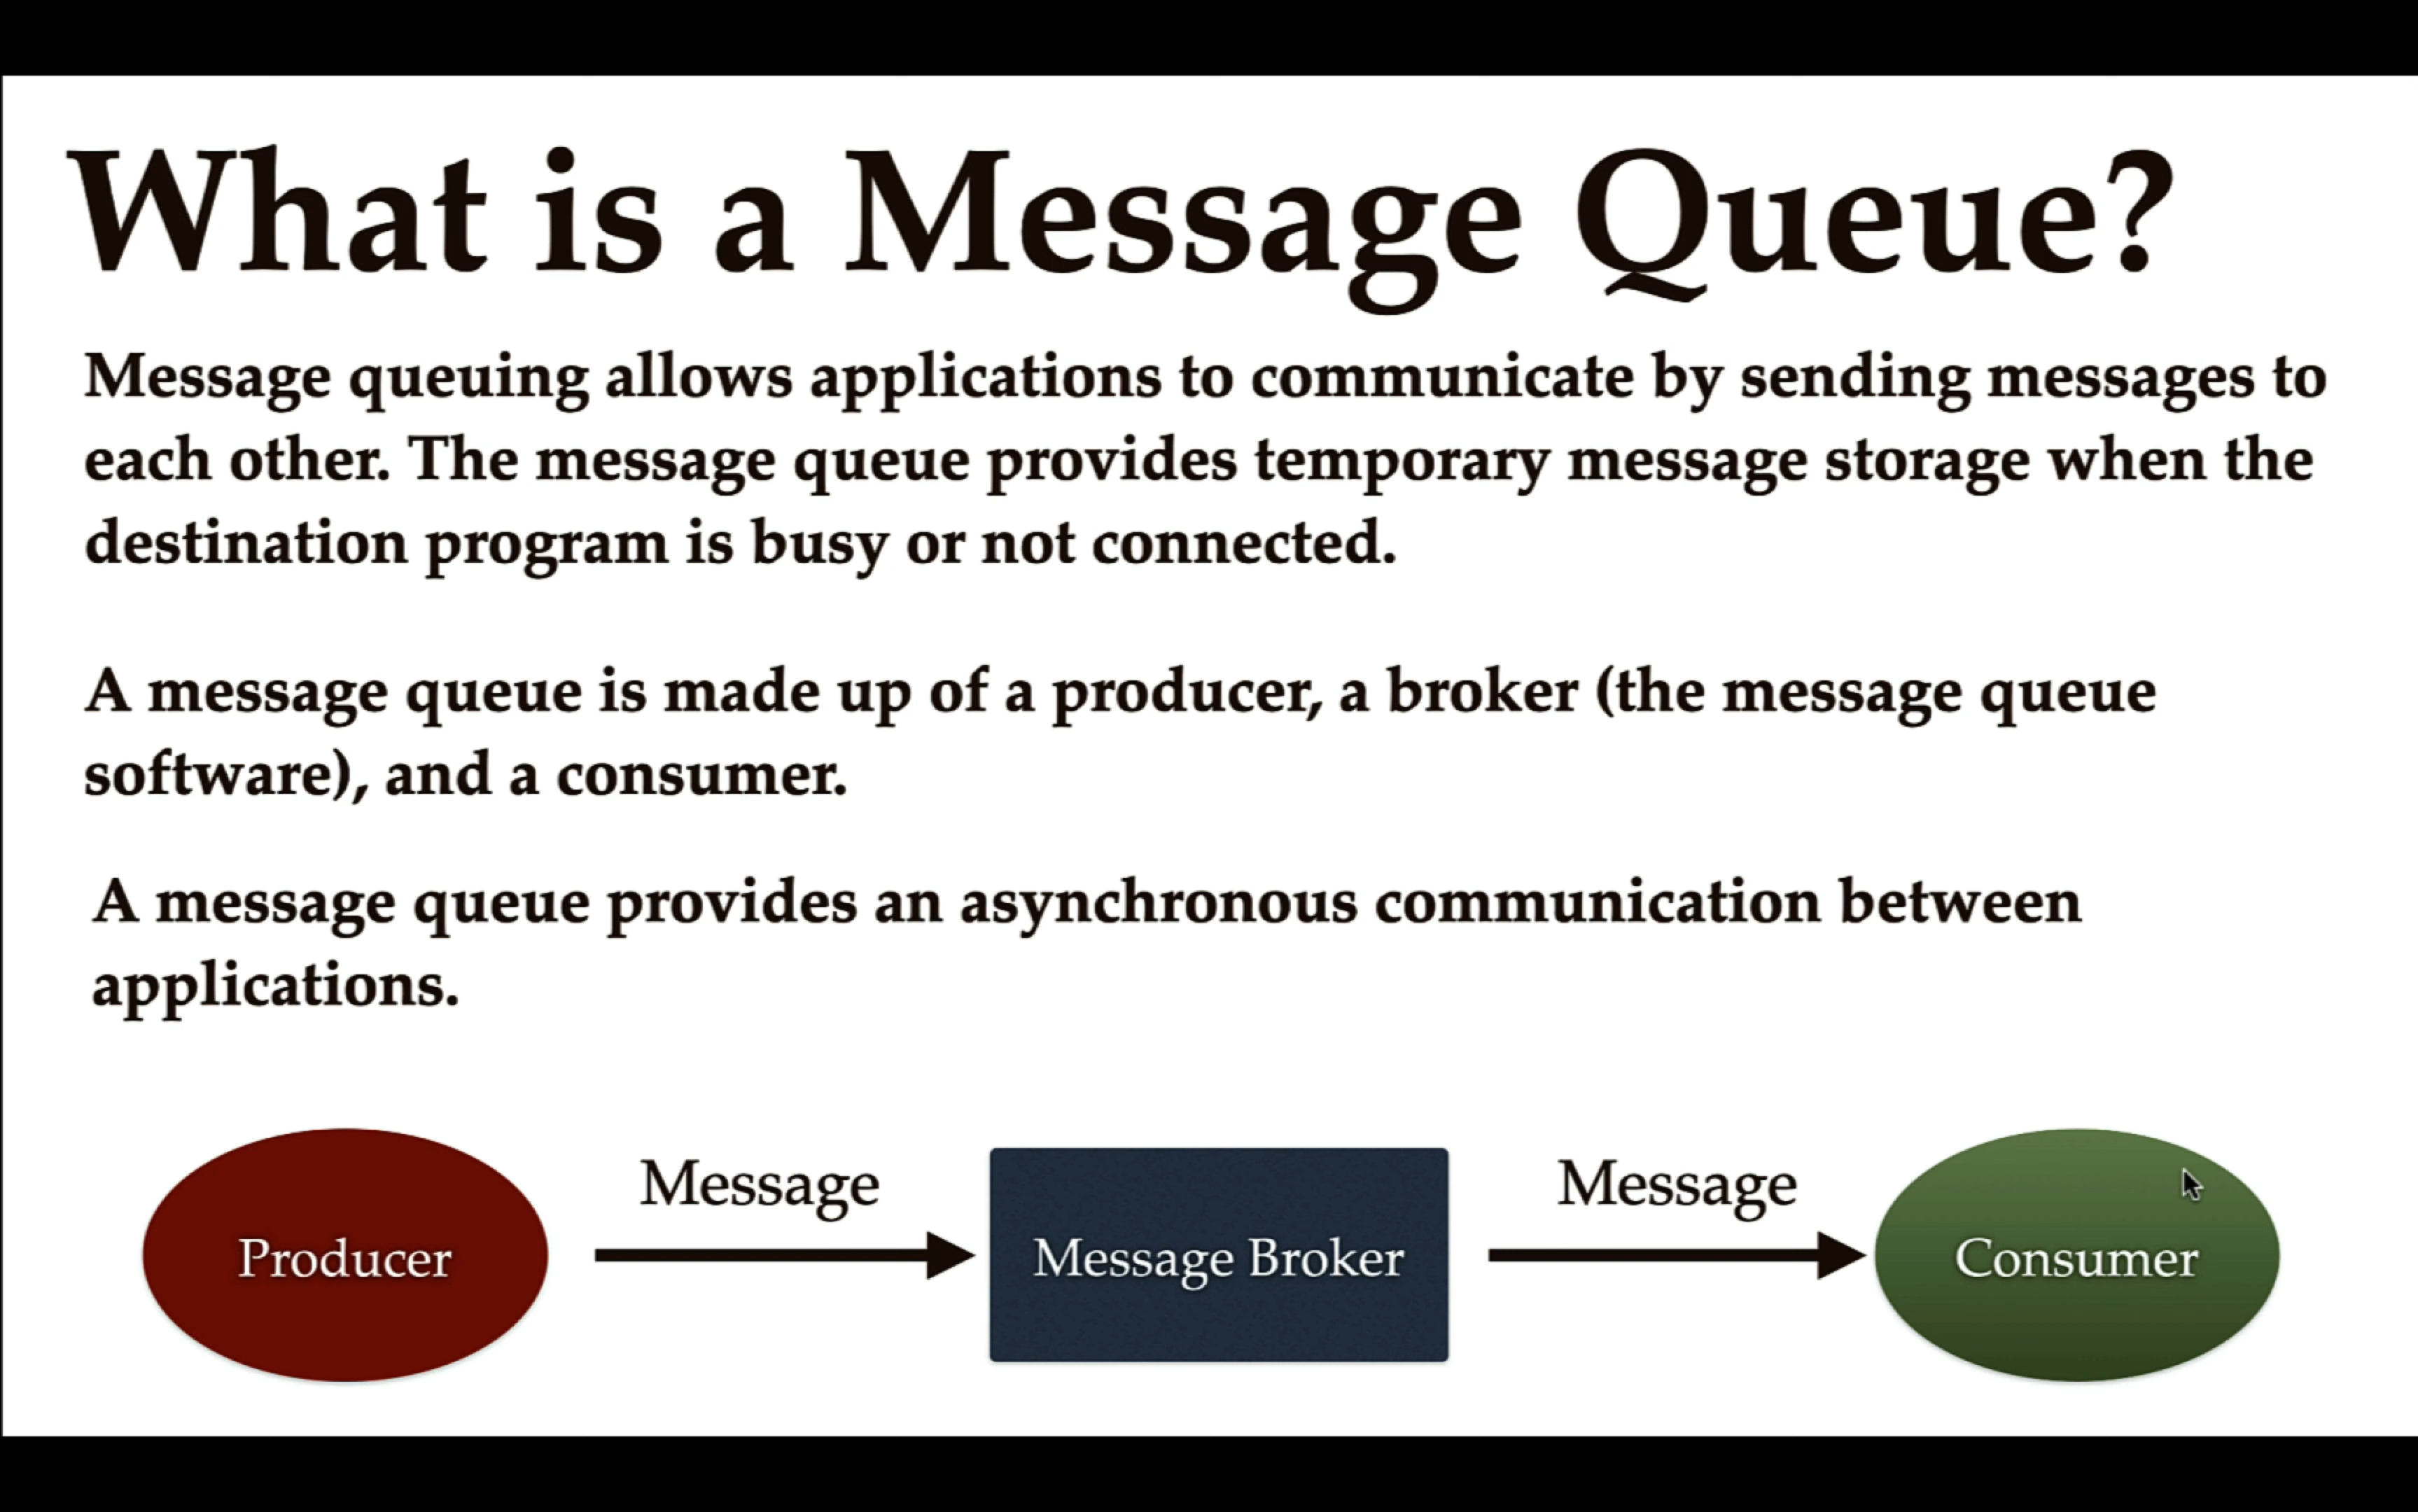 What is a Message Queue?
Message queuing allows applications to communicate by sending messages to
each other. The message queue provides temporary message storage when the
destination program is busy or not connected.
A message queue is made up of a producer, a broker (the message queue
software), and a consumer.
A message queue provides an asynchronous communication between
applications.
Producer
Message
Message Broker
Message
Consumer